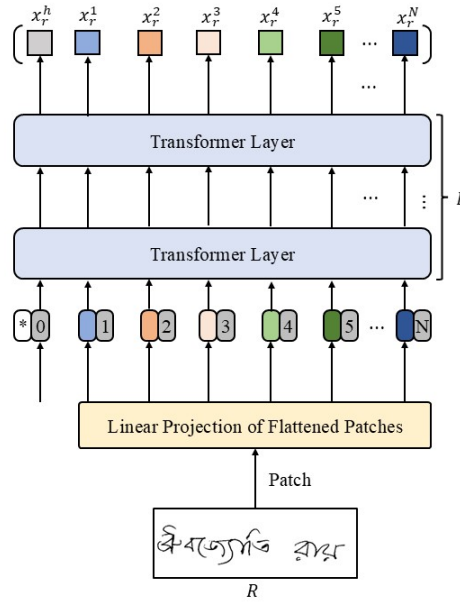 x_r^h x_r^1 x_r^2 x_r^3 x_r^4 x_r^5 ... x_r^N
...
Transformer Layer
... ⋮
Transformer Layer
* 0 1 2 3 4 5 ... N
Linear Projection of Flattened Patches
Patch
ধ্রুবজ্যোতি রায়
R